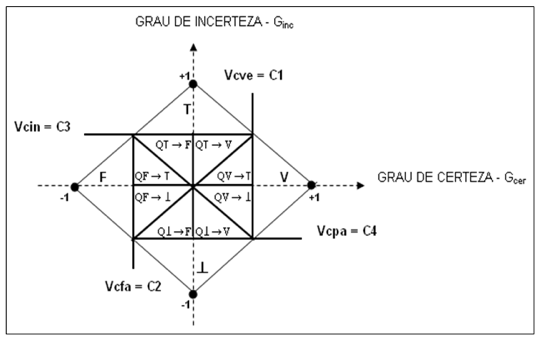 GRAU DE INCERTEZA - Ginc
+1
Vcve = C1
T
Vcin = C3
QT→F QT→V
F QF→T QV→T V
GRAU DE CERTEZA - Gcer
-1 QF→⊥ QV→⊥ +1
Q⊥→F Q⊥→V
Vcpa = C4
⊥
Vcfa = C2
-1